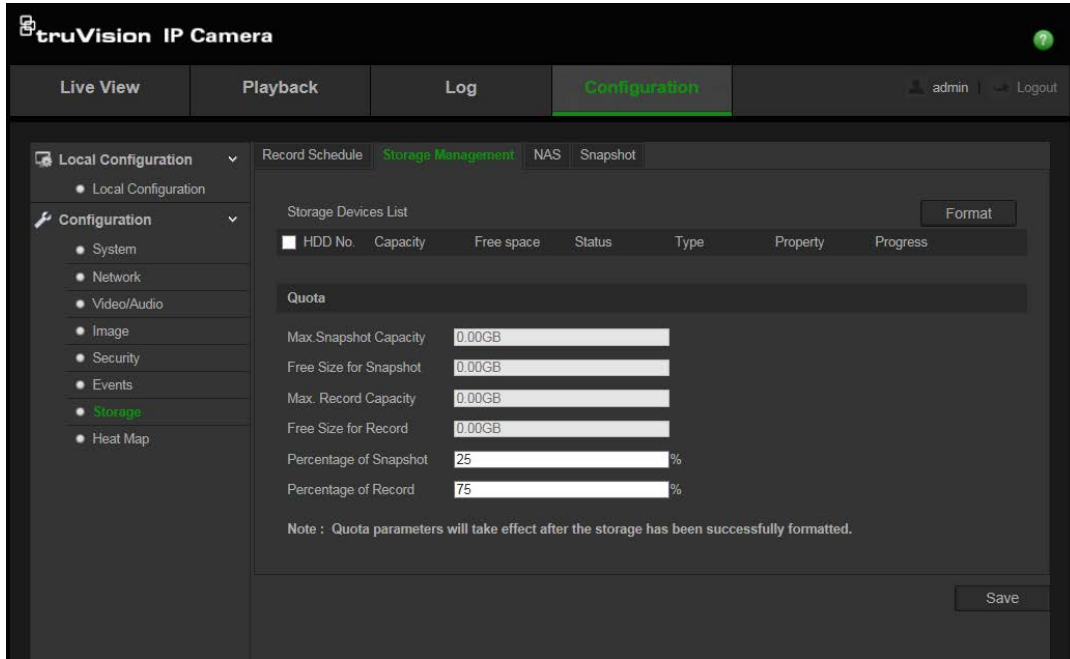 truVision IP Camera
?
Live View Playback Log Configuration admin | Logout
Local Configuration
Local Configuration
Configuration
System
Network
Video/Audio
Image
Security
Events
Storage
Heat Map
Record Schedule Storage Management NAS Snapshot
Storage Devices List Format
HDD No. Capacity Free space Status Type Property Progress
Quota
Max.Snapshot Capacity 0.00GB
Free Size for Snapshot 0.00GB
Max. Record Capacity 0.00GB
Free Size for Record 0.00GB
Percentage of Snapshot 25 %
Percentage of Record 75 %
Note : Quota parameters will take effect after the storage has been successfully formatted.
Save